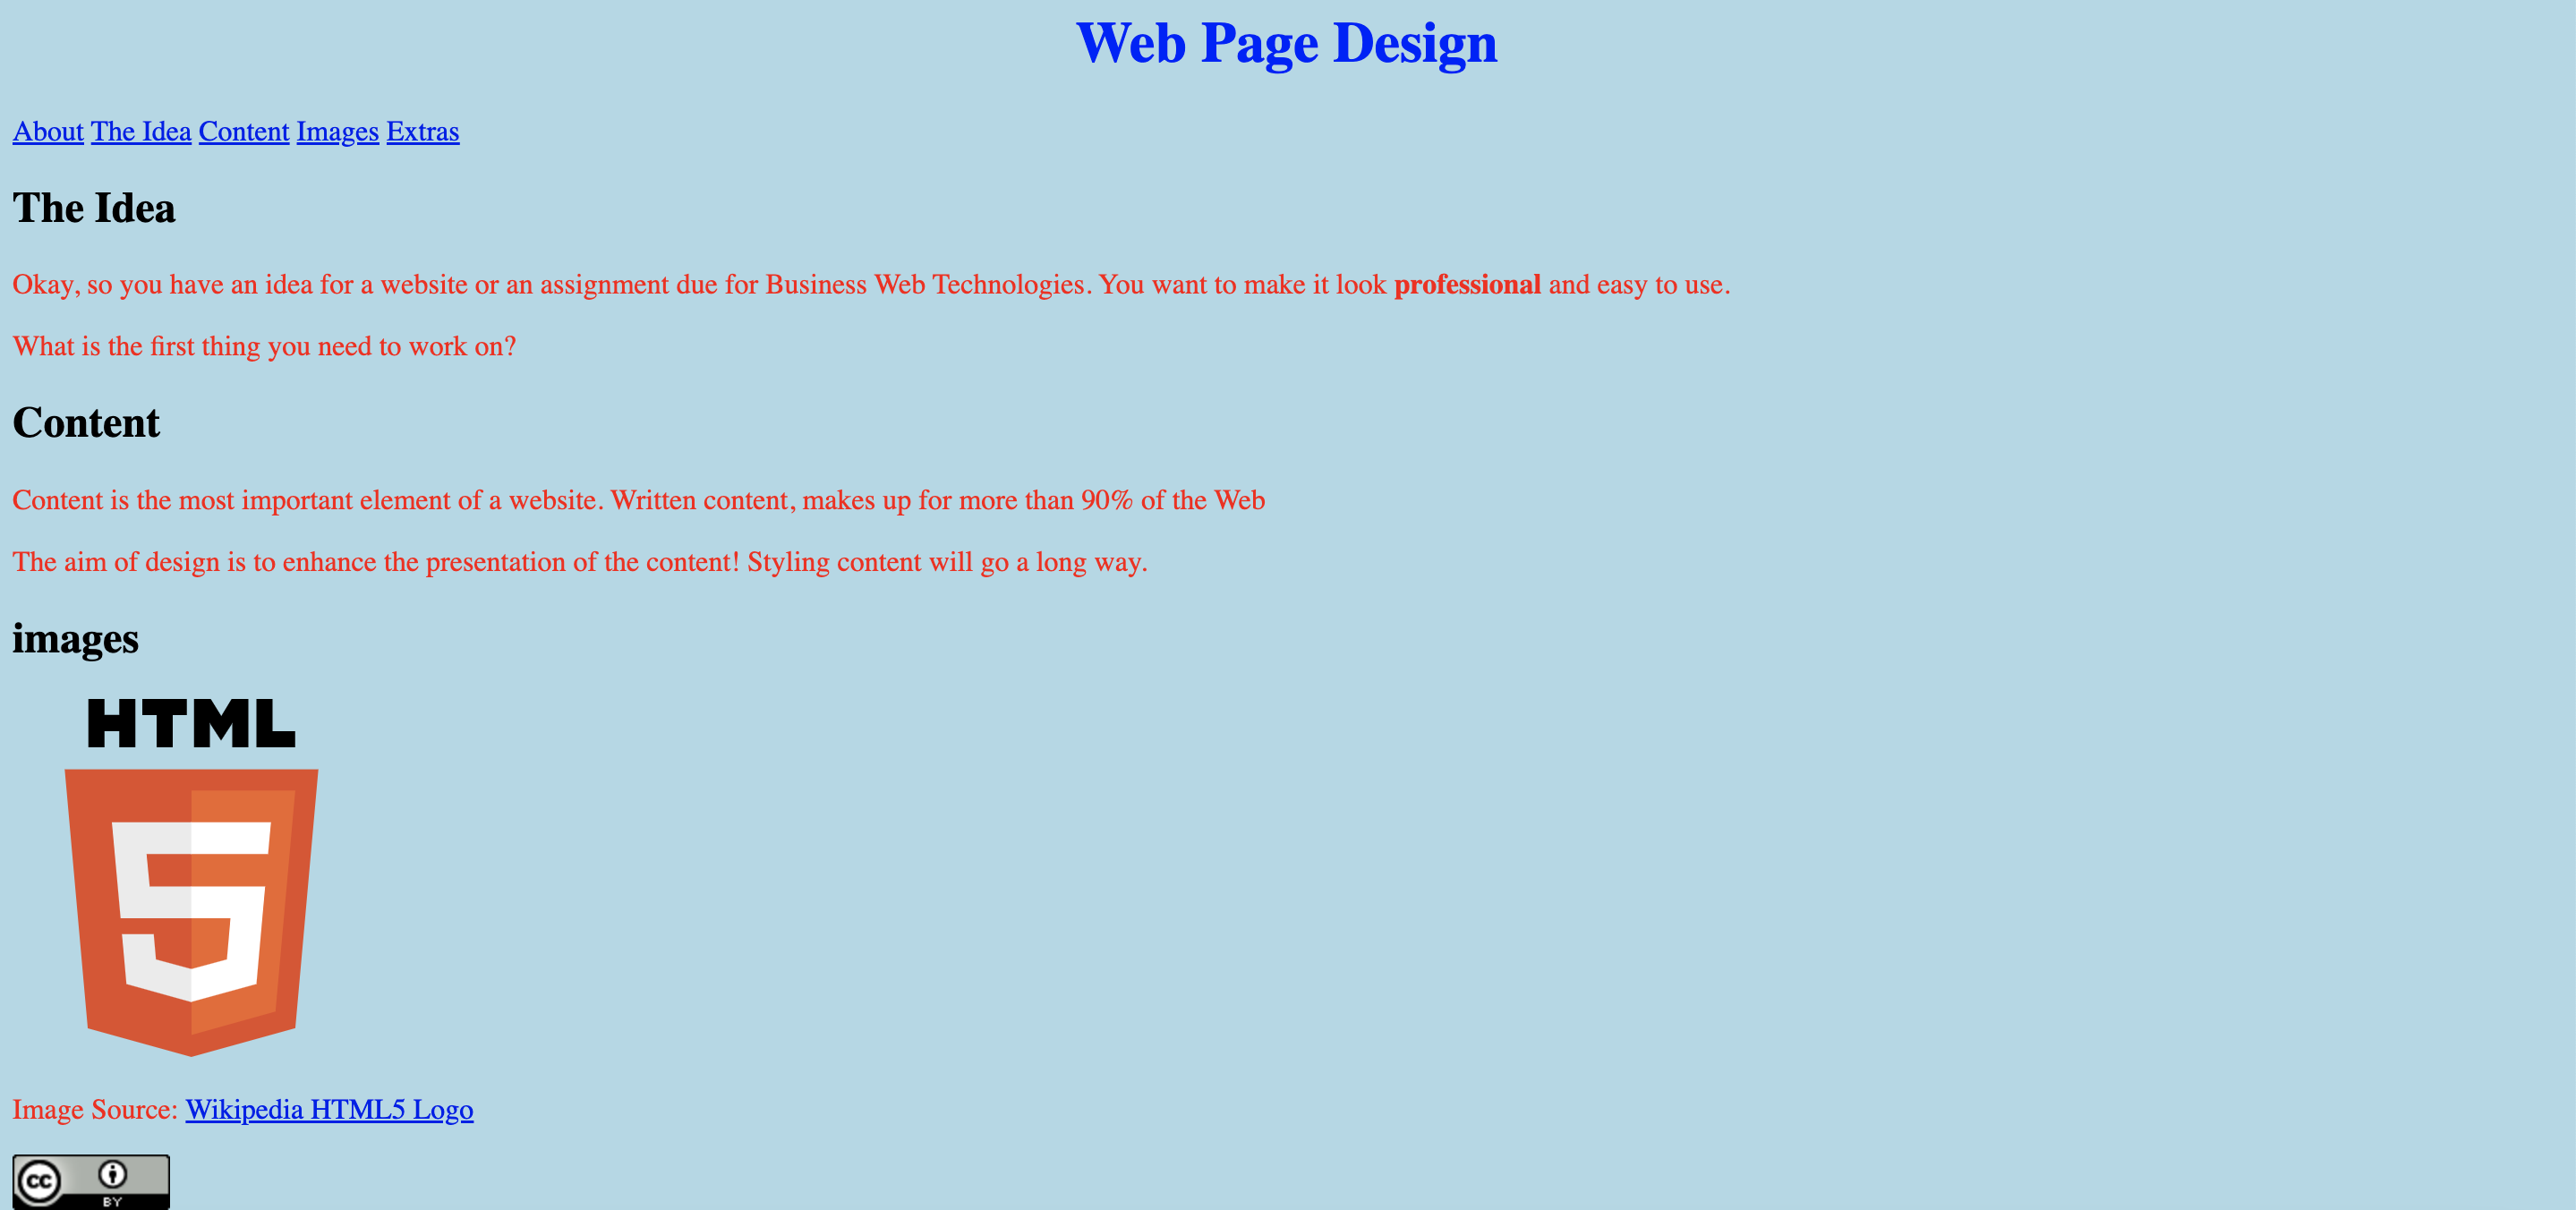 Web Page Design
About The Idea Content Images Extras
The Idea
Okay, so you have an idea for a website or an assignment due for Business Web Technologies. You want to make it look professional and easy to use.
What is the first thing you need to work on?
Content
Content is the most important element of a website. Written content, makes up for more than 90% of the Web
The aim of design is to enhance the presentation of the content! Styling content will go a long way.
images
HTML
5
Image Source: Wikipedia HTML5 Logo
cc
BY